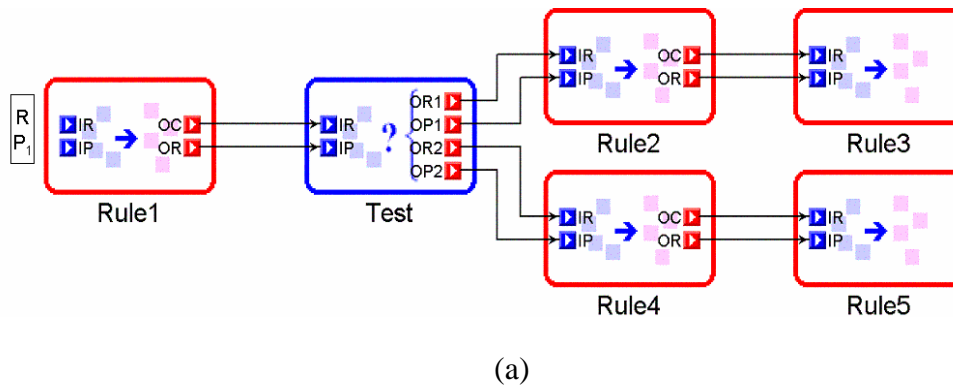 R
P1
IR
IP
OC
OR
Rule1
IR
IP
?
OR1
OP1
OR2
OP2
Test
IR
IP
OC
OR
Rule2
IR
IP
Rule3
IR
IP
OC
OR
Rule4
IR
IP
Rule5
(a)